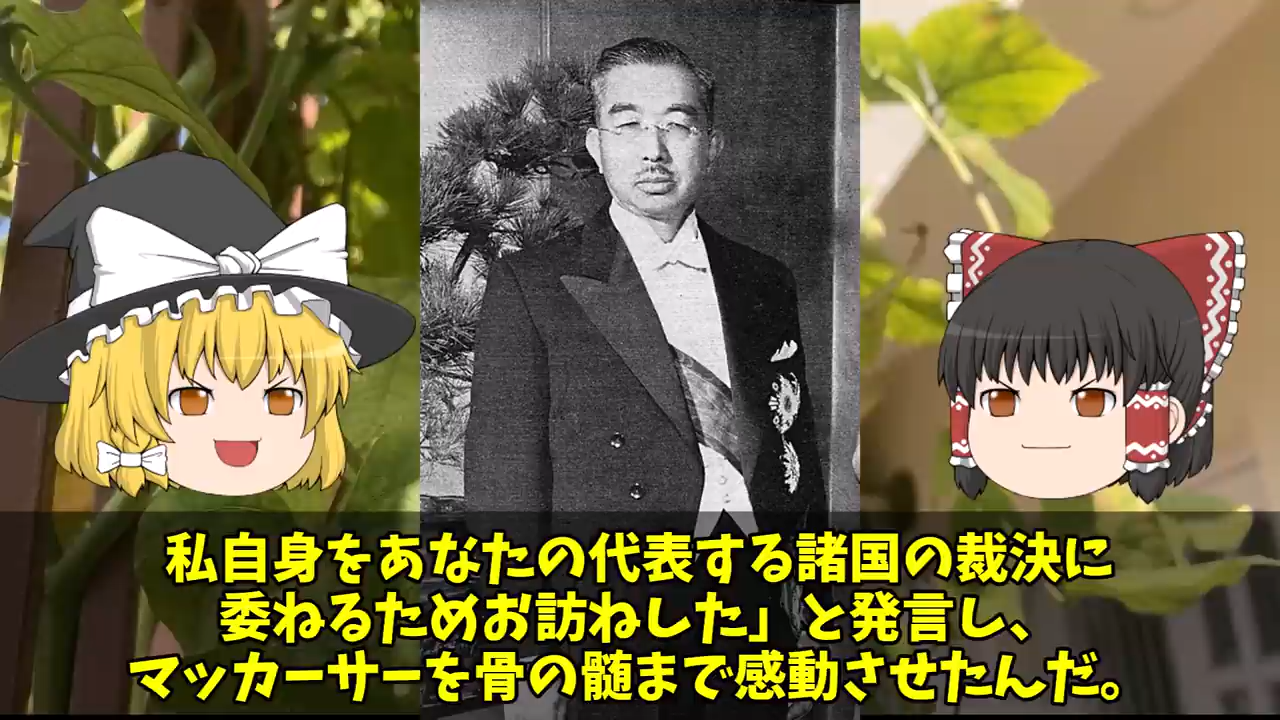 私自身をあなたの代表する諸国の裁決に
委ねるためお訪ねした」と発言し、
マッカーサーを骨の髄まで感動させたんだ。